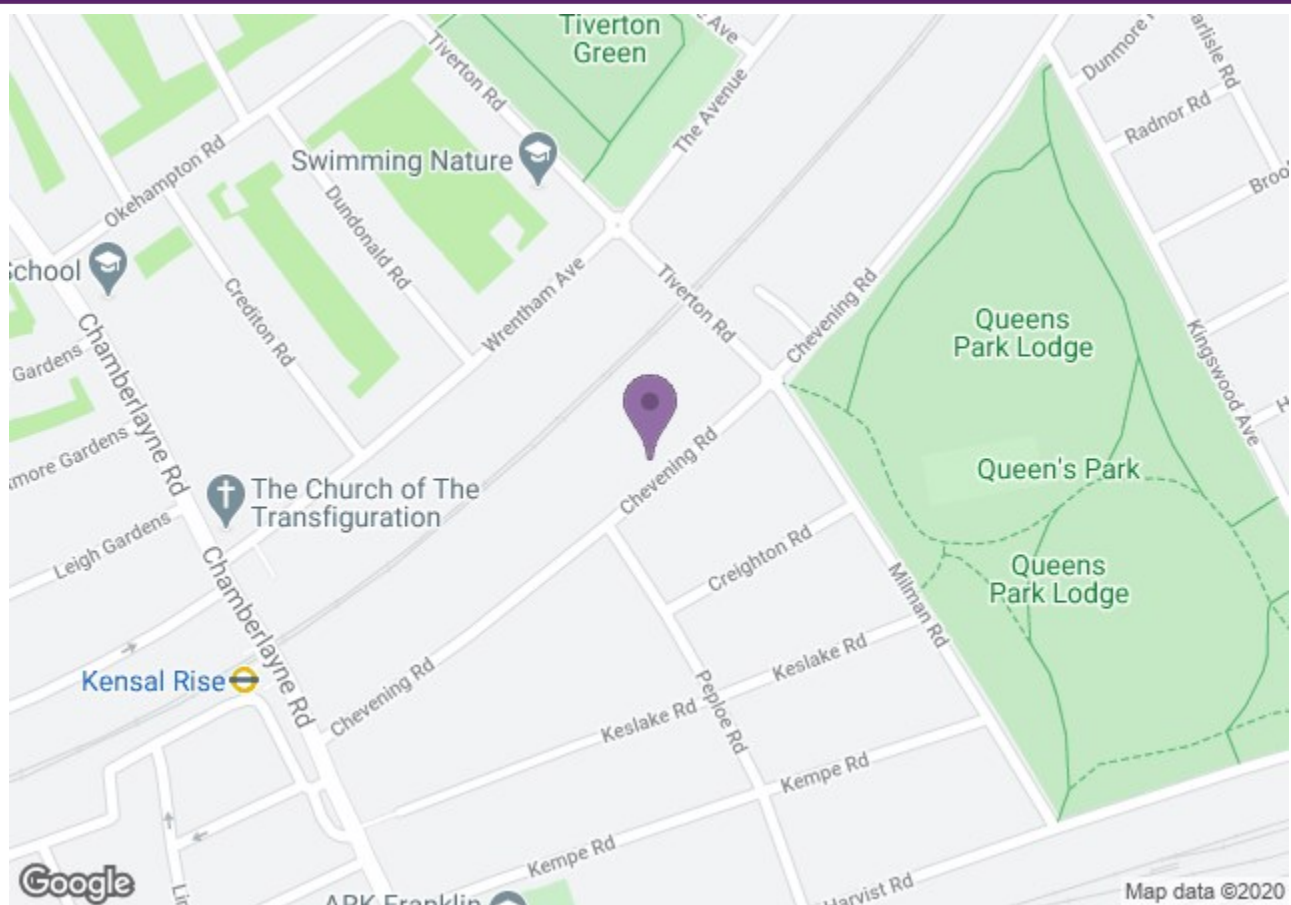 Tiverton
Green
Tiverton Rd
The Avenue
Ave
Dunmore
Carlisle Rd
Radnor Rd
Swimming Nature
Okehampton Rd
Dundonald Rd
School
Crediton Rd
Wrentham Ave
Tiverton Rd
Chevening Rd
Queens
Park Lodge
Kingswood Ave
Gardens
Chamberlayne Rd
Gardens
Chevening Rd
Queen's Park
The Church of The
Transfiguration
Leigh Gardens
Chamberlayne Rd
Creighton Rd
Milman Rd
Queens
Park Lodge
Kensal Rise
Chevening Rd
Keslake Rd
Peploe Rd
Keslake Rd
Kempe Rd
Kempe Rd
Harvist Rd
ARK Franklin
Google
Map data ©2020